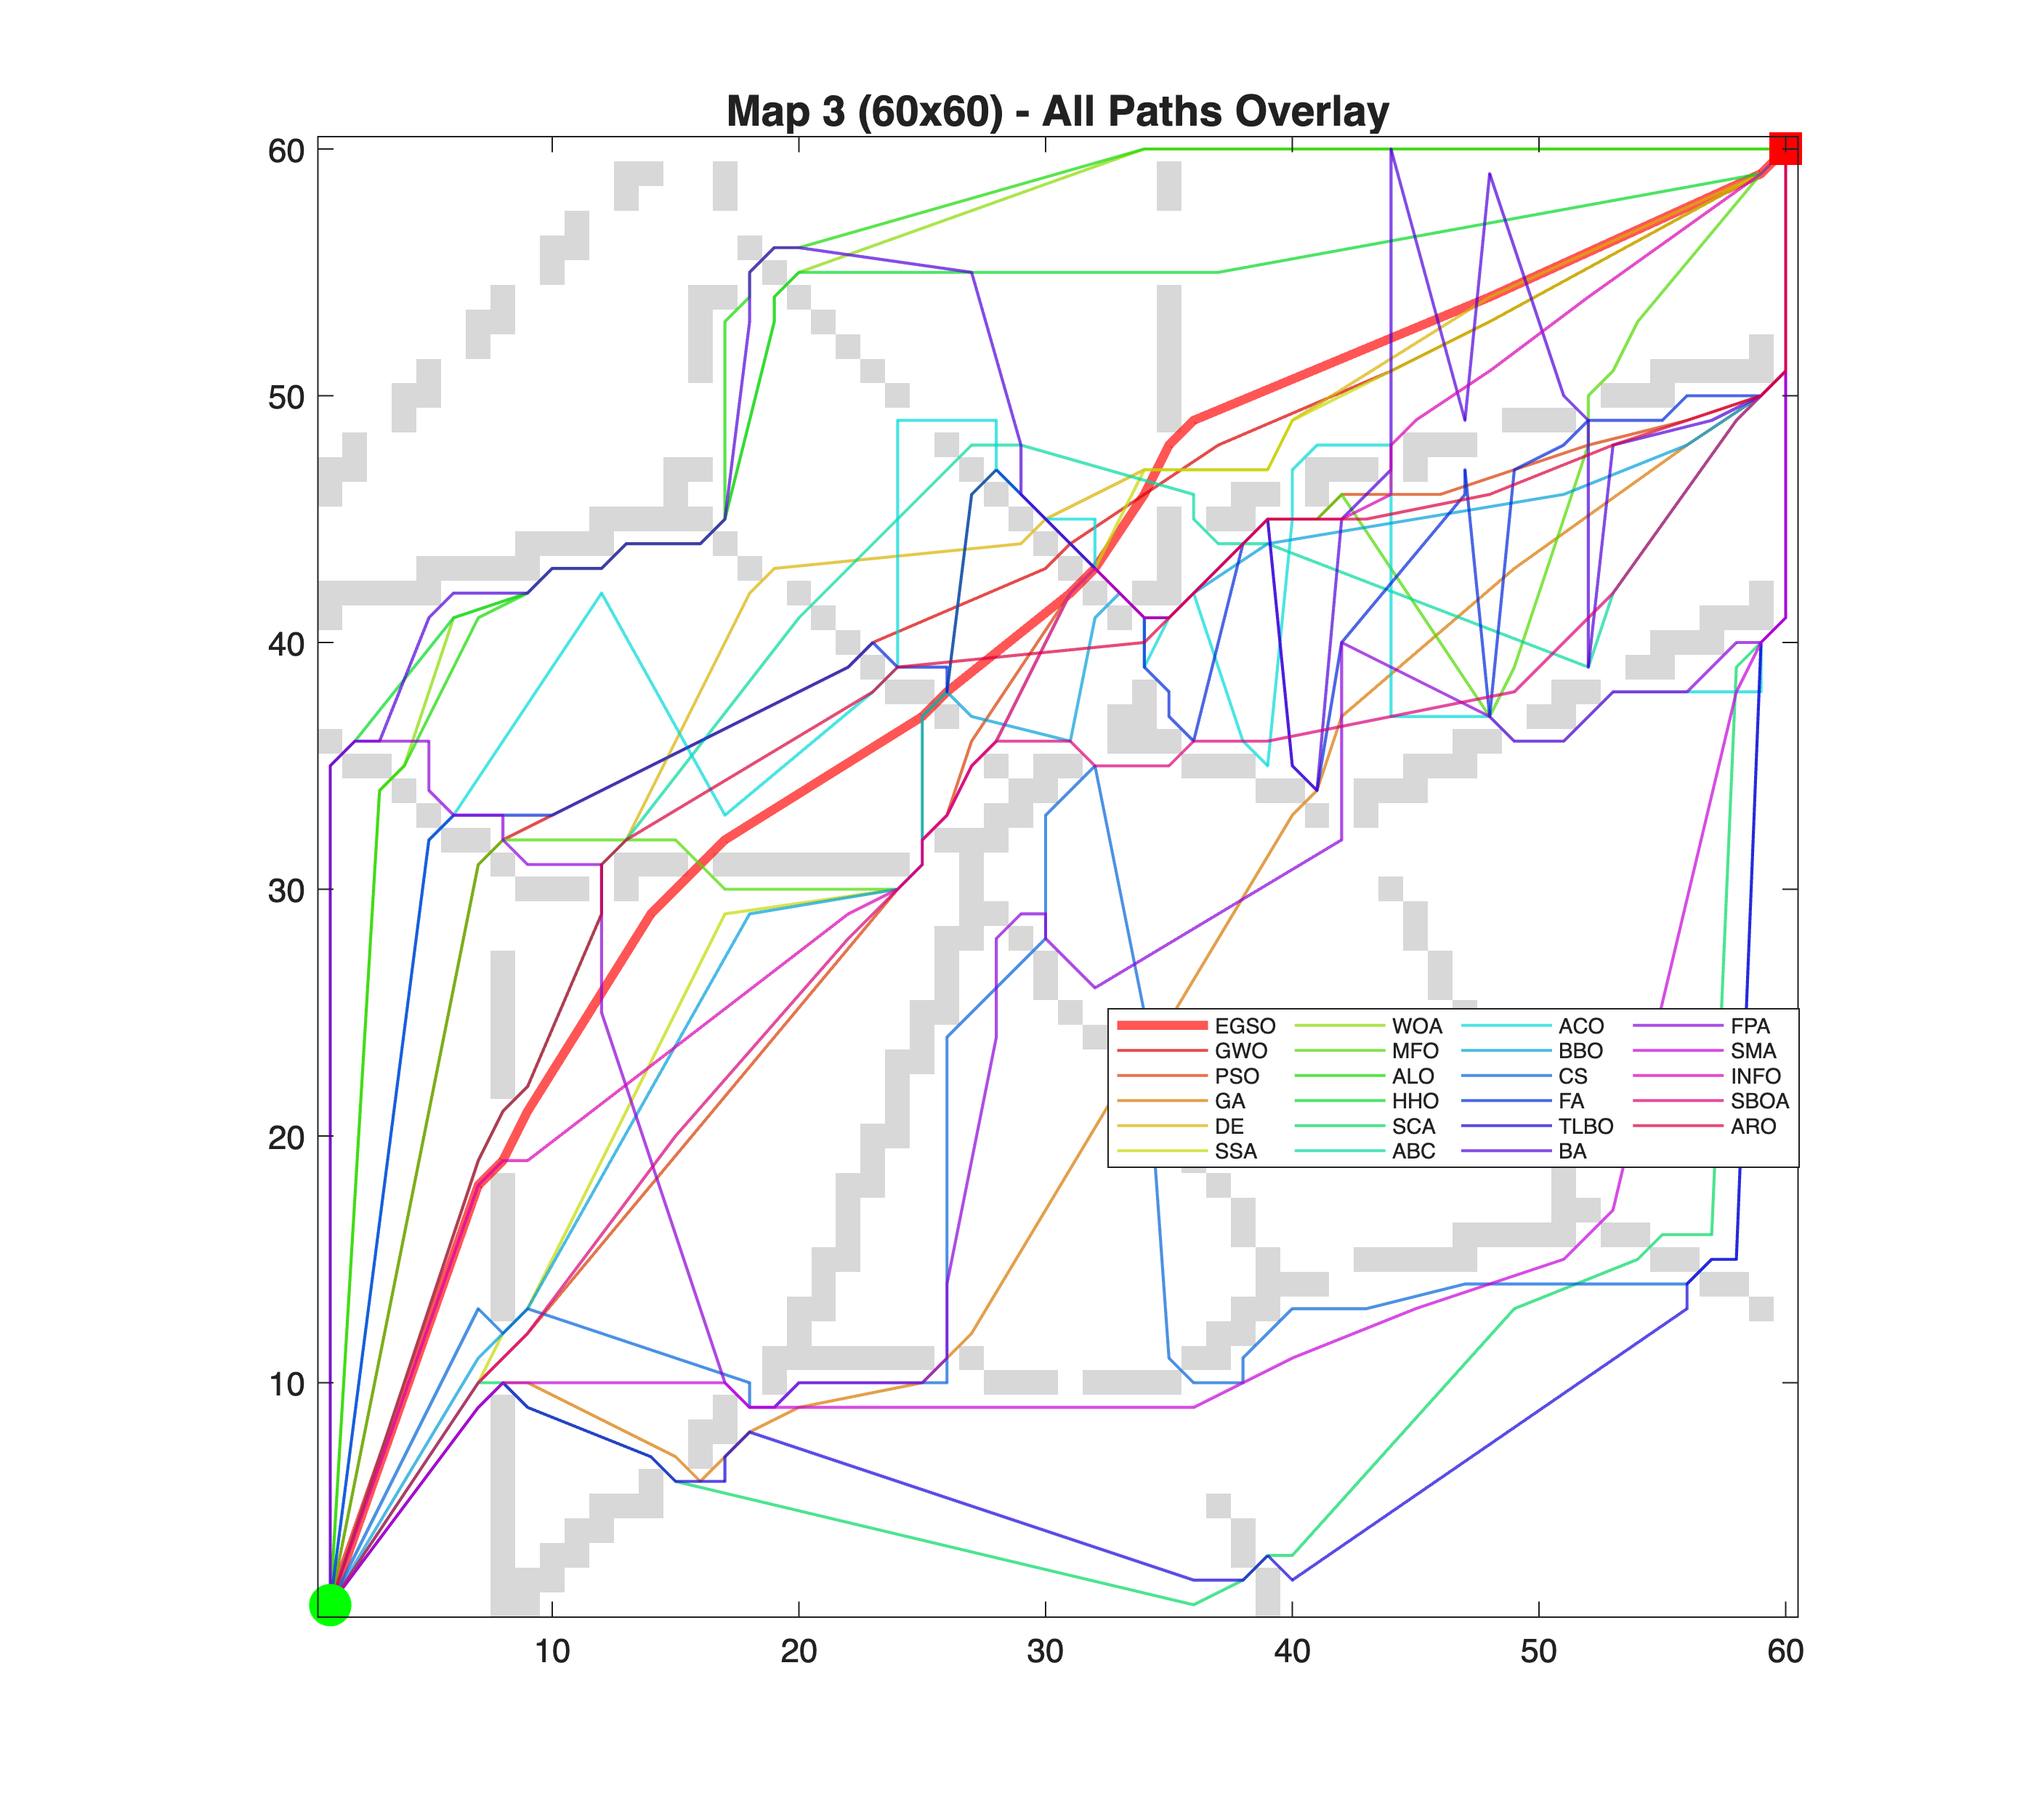 Map 3 (60x60) - All Paths Overlay
60
50
40
30
20
10
EGSO WOA ACO FPA
GWO MFO BBO SMA
PSO ALO CS INFO
GA HHO FA SBOA
DE SCA TLBO ARO
SSA ABC BA
10 20 30 40 50 60